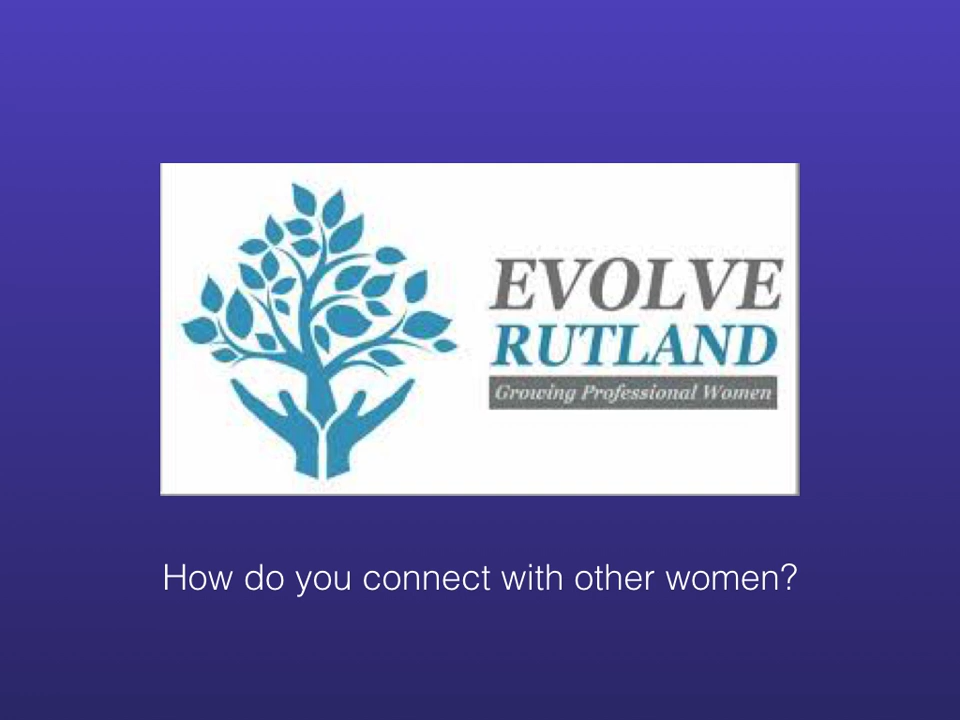 EVOLVE
RUTLAND
Growing Professional Women
How do you connect with other women?